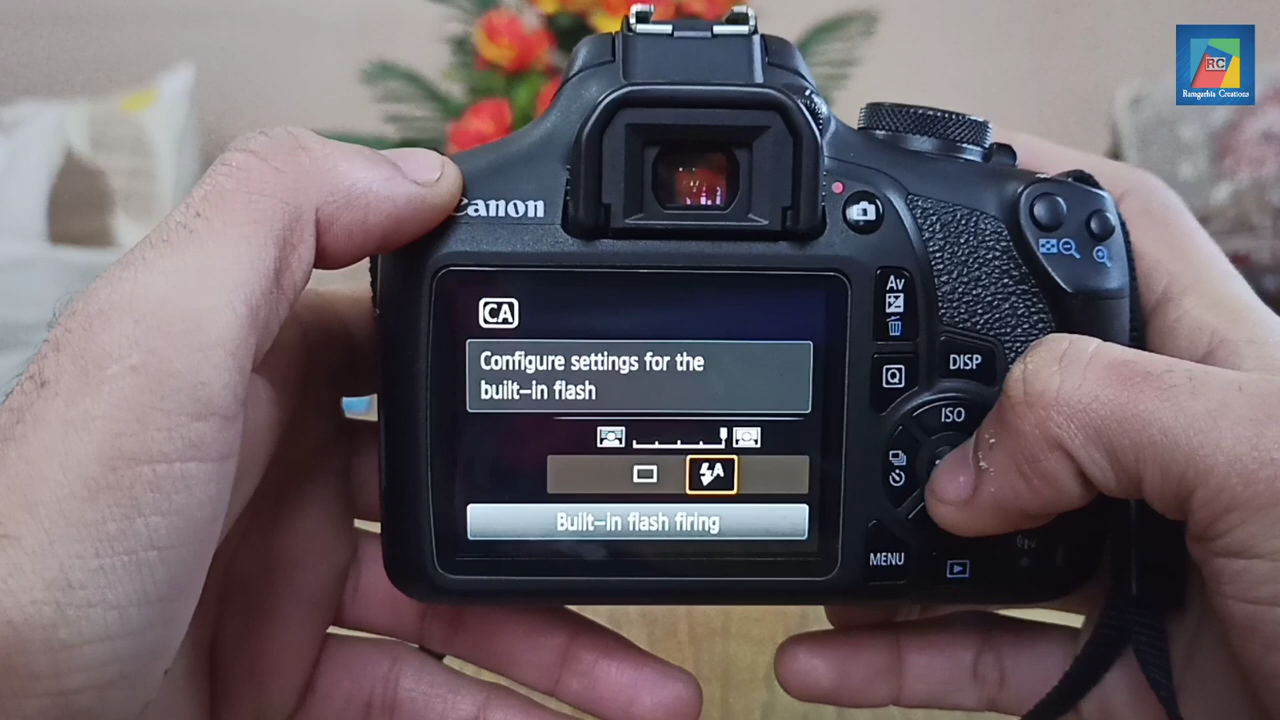 RC
Ramgarhia Creations
Canon
CA
Configure settings for the
built-in flash
A
Built-in flash firing
Av
Q
DISP
ISO
MENU